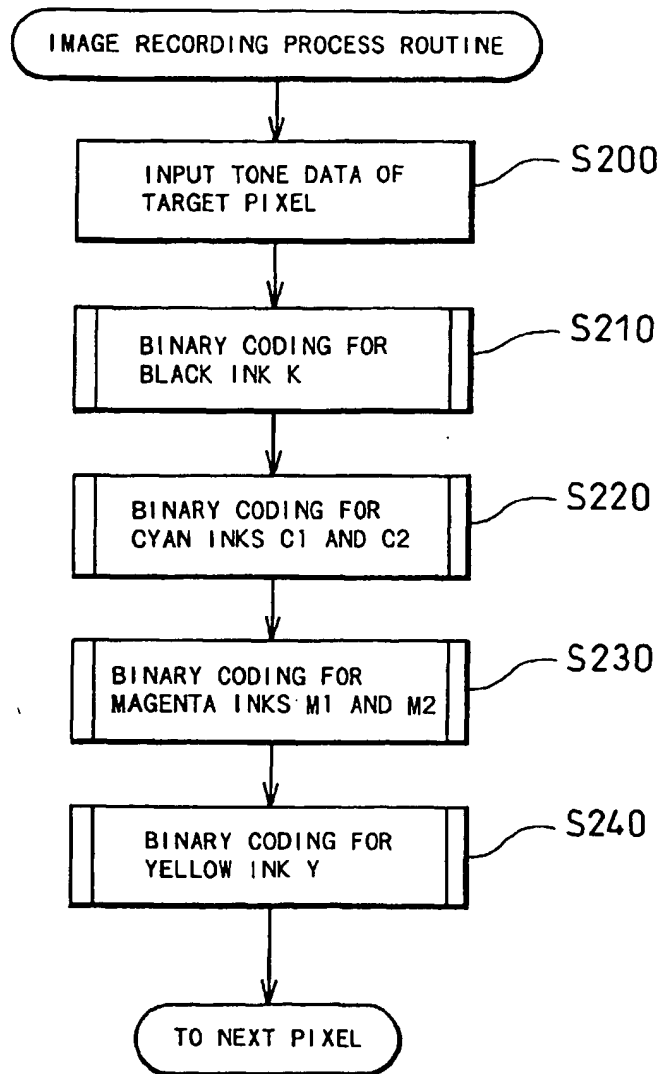 IMAGE RECORDING PROCESS ROUTINE
INPUT TONE DATA OF
TARGET PIXEL
S200
BINARY CODING FOR
BLACK INK K
S210
BINARY CODING FOR
CYAN INKS C1 AND C2
S220
BINARY CODING FOR
MAGENTA INKS M1 AND M2
S230
BINARY CODING FOR
YELLOW INK Y
S240
TO NEXT PIXEL